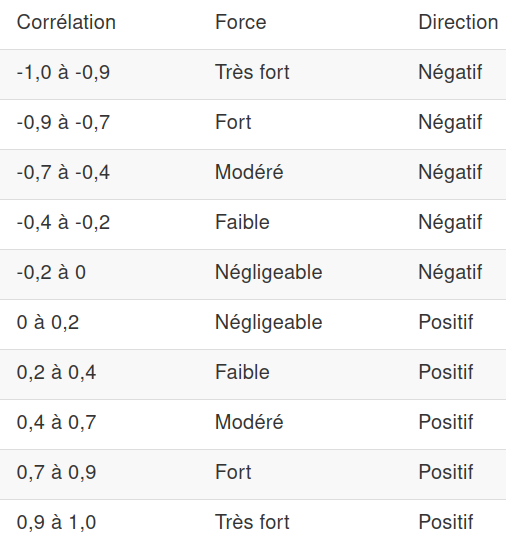 Corrélation Force Direction
-1,0 à -0,9 Très fort Négatif
-0,9 à -0,7 Fort Négatif
-0,7 à -0,4 Modéré Négatif
-0,4 à -0,2 Faible Négatif
-0,2 à 0 Négligeable Négatif
0 à 0,2 Négligeable Positif
0,2 à 0,4 Faible Positif
0,4 à 0,7 Modéré Positif
0,7 à 0,9 Fort Positif
0,9 à 1,0 Très fort Positif